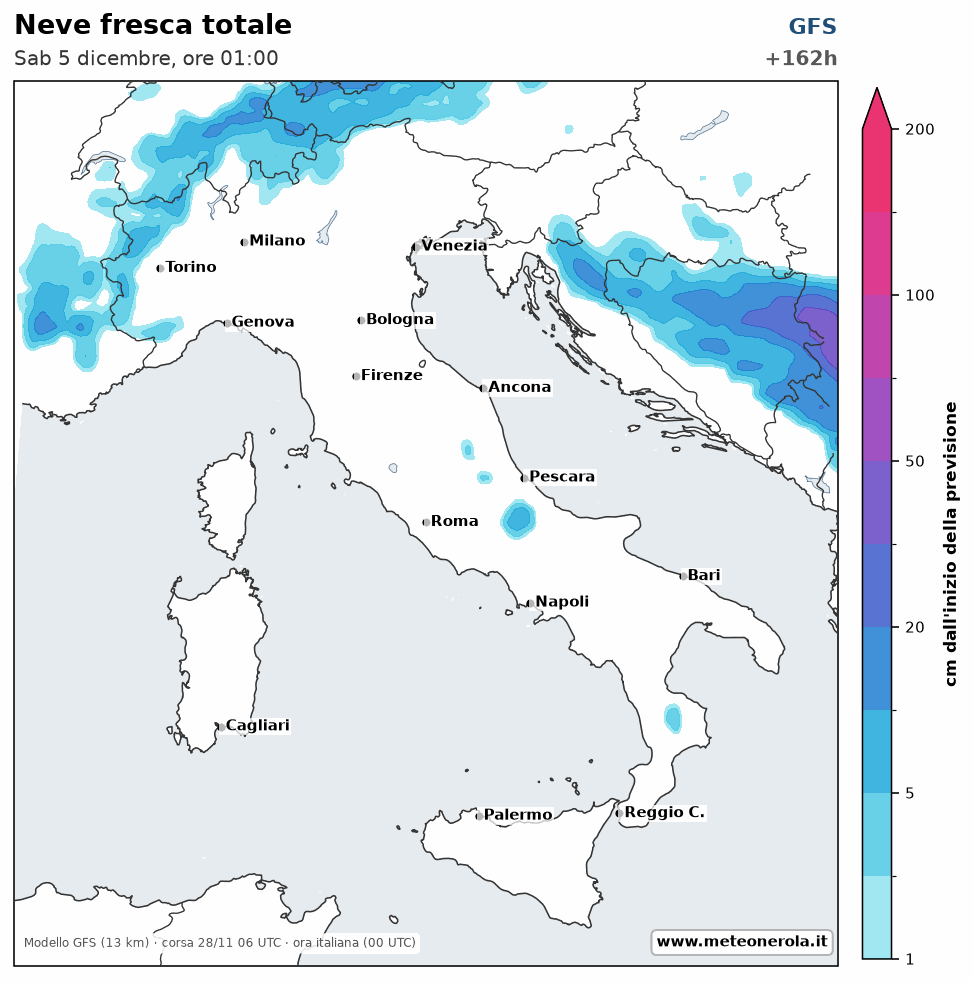 Neve fresca totale
GFS
Sab 5 dicembre, ore 01:00
+162h
200
100
50
20
5
1
cm dall'inizio della previsione
Milano
Venezia
Torino
Genova
Bologna
Firenze
Ancona
Pescara
Roma
Bari
Napoli
Cagliari
Palermo
Reggio C.
Modello GFS (13 km) · corsa 28/11 06 UTC · ora italiana (00 UTC)
www.meteonerola.it